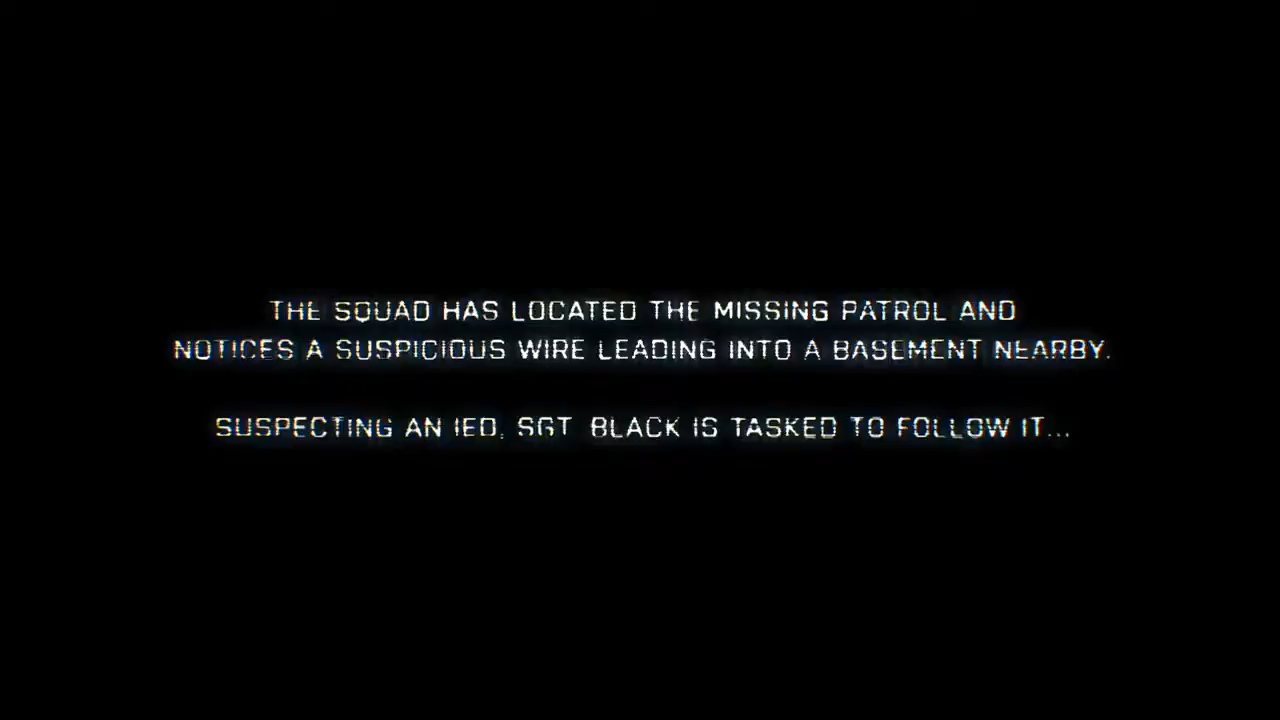 THE SQUAD HAS LOCATED THE MISSING PATROL AND
NOTICES A SUSPICIOUS WIRE LEADING INTO A BASEMENT NEARBY.
SUSPECTING AN IED, SGT. BLACK IS TASKED TO FOLLOW IT...